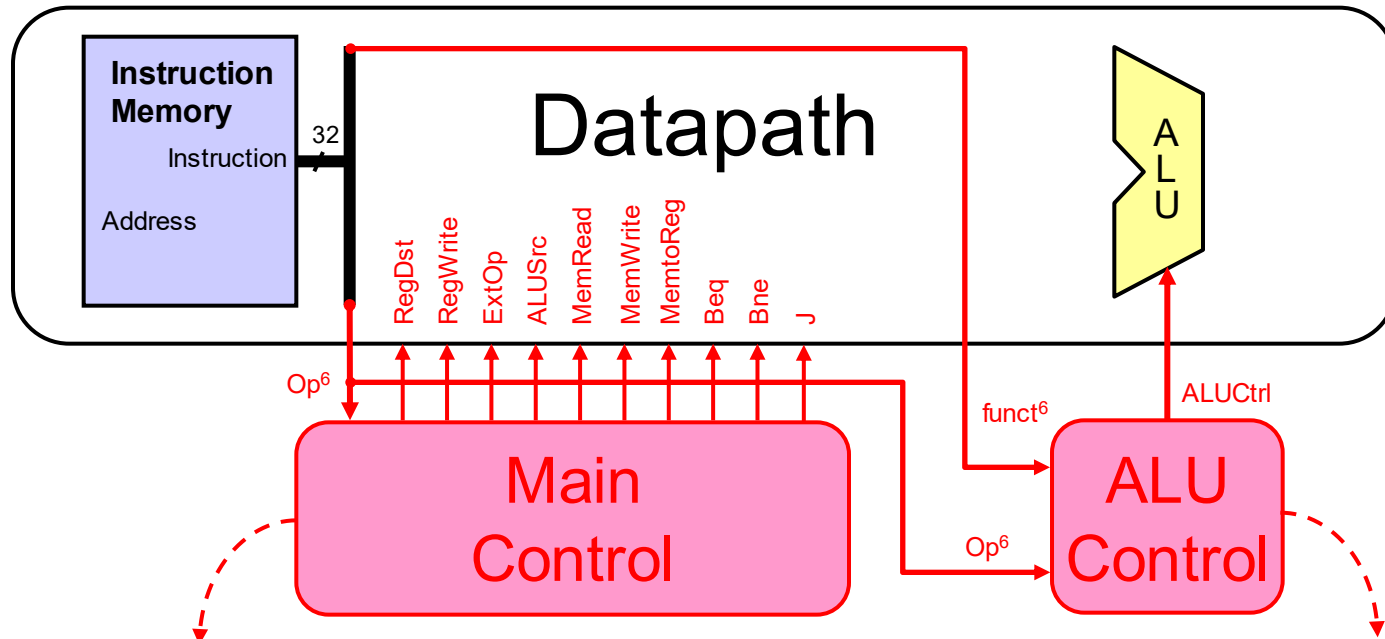 Instruction
Memory
32
Instruction
Address
Datapath
A
L
U
RegDst
RegWrite
ExtOp
ALUSrc
MemRead
MemWrite
MemtoReg
Beq
Bne
J
Op⁶
funct⁶
ALUCtrl
Main
Control
Op⁶
ALU
Control